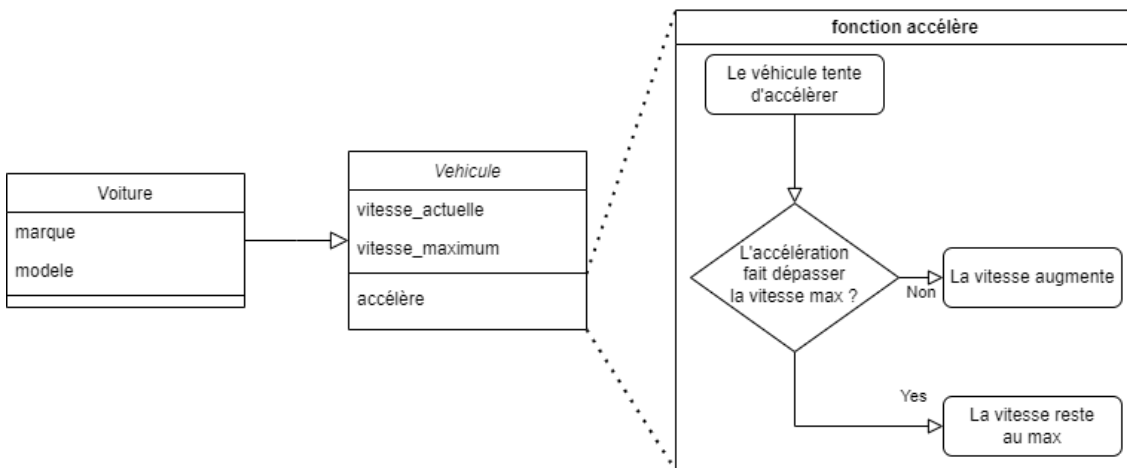 Voiture
marque
modele
Vehicule
vitesse_actuelle
vitesse_maximum
accélère
fonction accélère
Le véhicule tente
d'accélèrer
L'accélération
fait dépasser
la vitesse max ?
Non
La vitesse augmente
Yes
La vitesse reste
au max